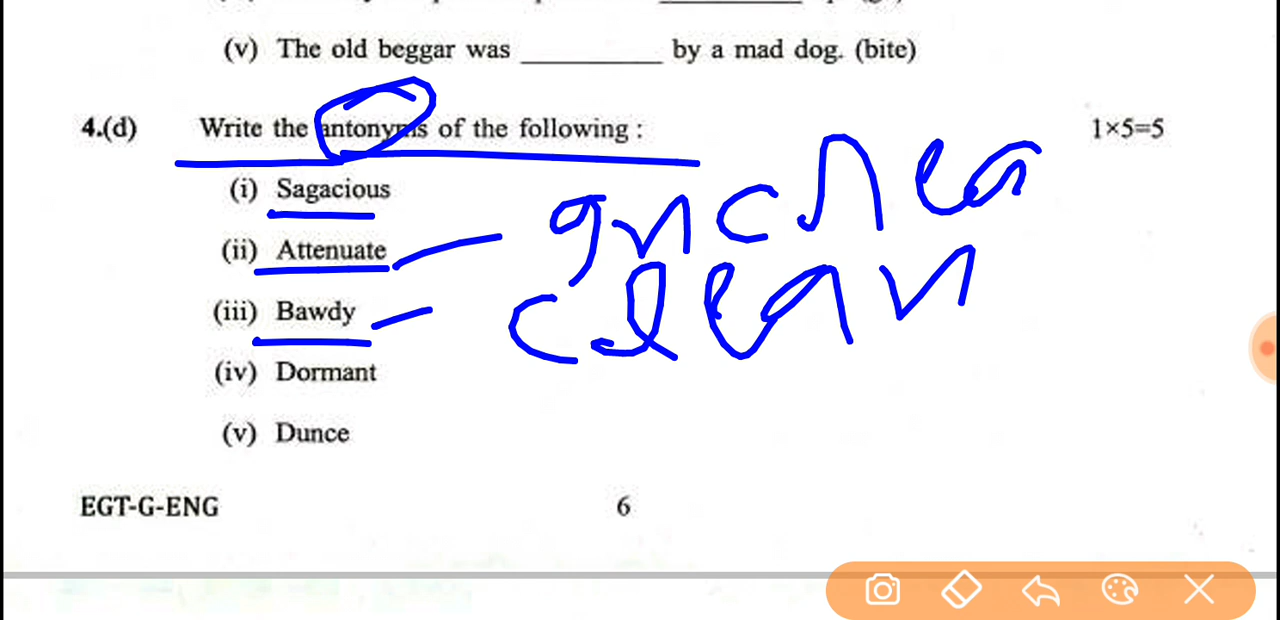 (v) The old beggar was __________ by a mad dog. (bite)
4.(d) Write the antonyms of the following : 1×5=5
(i) Sagacious
(ii) Attenuate
Increa
(iii) Bawdy
clean
(iv) Dormant
(v) Dunce
EGT-G-ENG 6